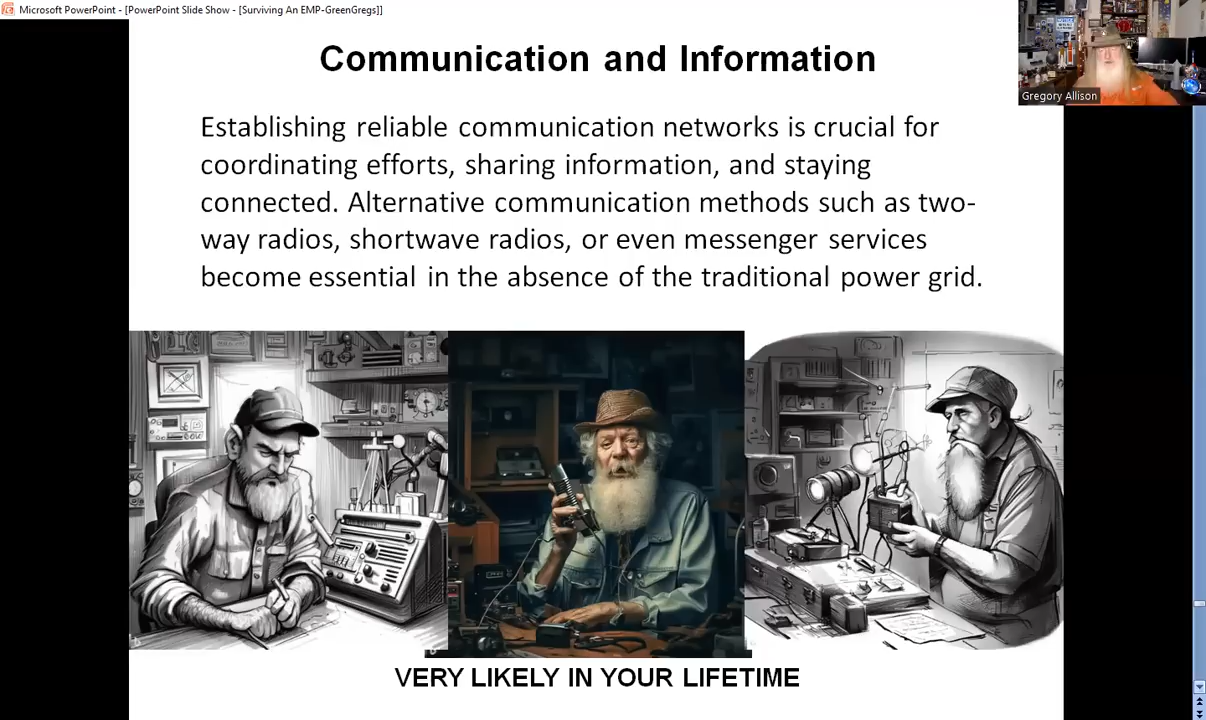 Microsoft PowerPoint - [PowerPoint Slide Show - [Surviving An EMP-GreenGregs]]
Communication and Information
Gregory Allison
Establishing reliable communication networks is crucial for
coordinating efforts, sharing information, and staying
connected. Alternative communication methods such as two-
way radios, shortwave radios, or even messenger services
become essential in the absence of the traditional power grid.
VERY LIKELY IN YOUR LIFETIME